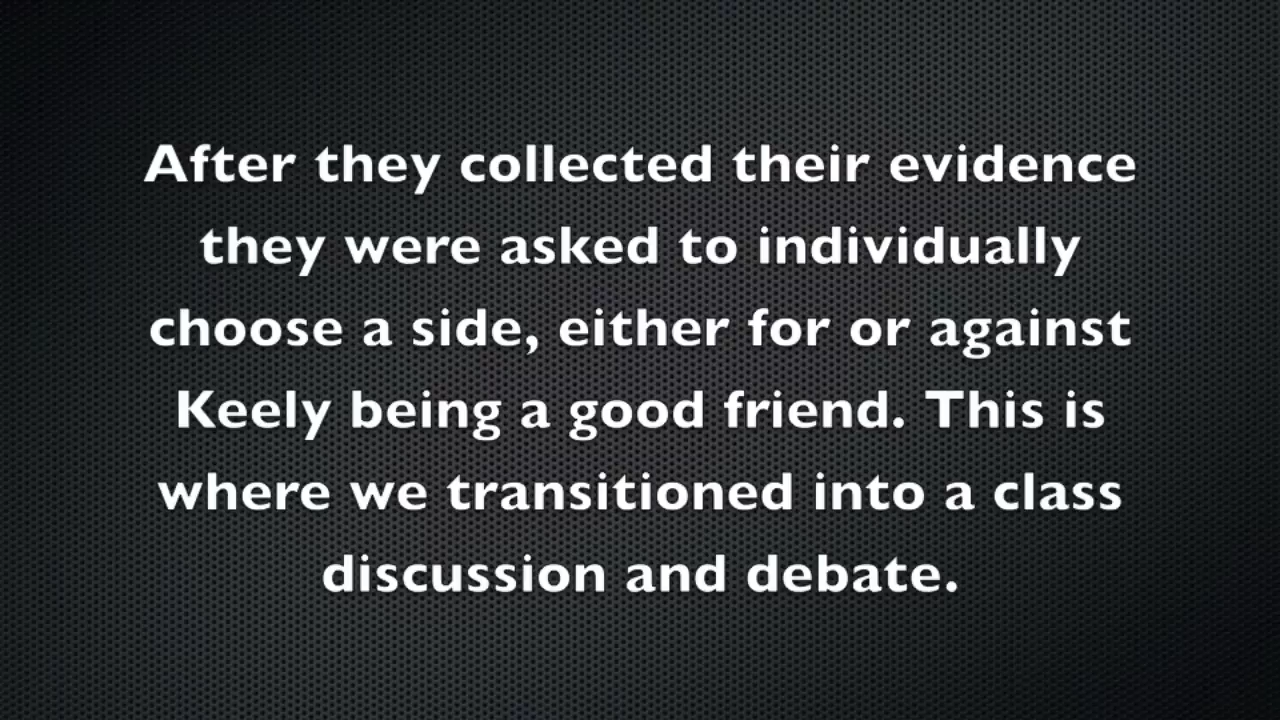 After they collected their evidence
they were asked to individually
choose a side, either for or against
Keely being a good friend. This is
where we transitioned into a class
discussion and debate.